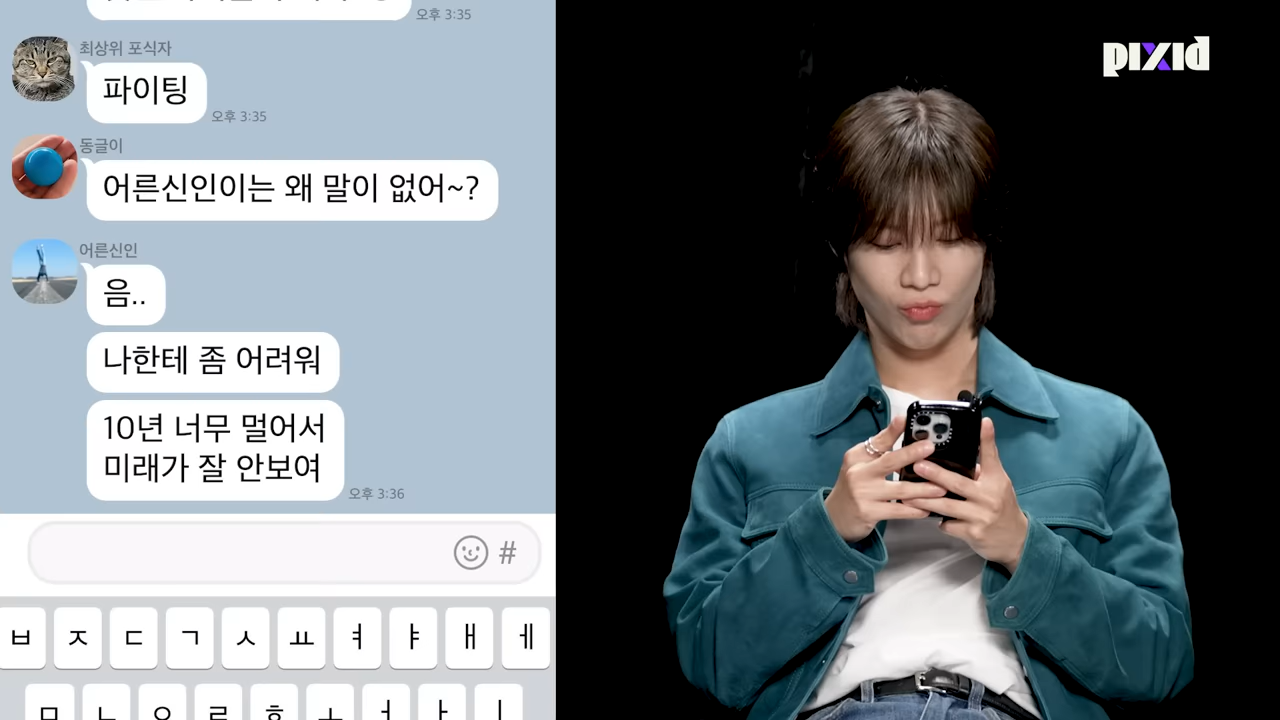 오후 3:35
최상위 포식자
파이팅
오후 3:35
동글이
어른신인이는 왜 말이 없어~?
어른신인
음..
나한테 좀 어려워
10년 너무 멀어서
미래가 잘 안보여
오후 3:36
#
ㅂ ㅈ ㄷ ㄱ ㅅ ㅛ ㅕ ㅑ ㅐ ㅔ
ㅁ ㄴ ㅇ ㄹ ㅎ ㅗ ㅓ ㅏ ㅣ
pixid